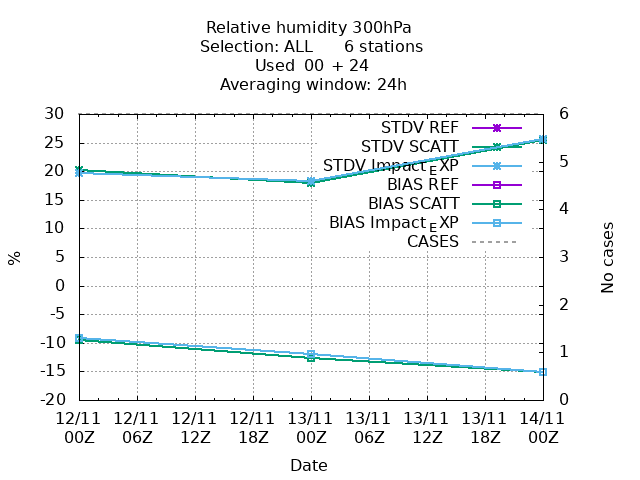 Relative humidity 300hPa
Selection: ALL 6 stations
Used 00 + 24
Averaging window: 24h
STDV REF
STDV SCATT
STDV Impact_EXP
BIAS REF
BIAS SCATT
BIAS Impact_EXP
CASES
30
25
20
15
10
5
0
-5
-10
-15
-20
%
6
5
4
3
2
1
0
No cases
12/11 12/11 12/11 12/11 13/11 13/11 13/11 13/11 14/11
00Z 06Z 12Z 18Z 00Z 06Z 12Z 18Z 00Z
Date